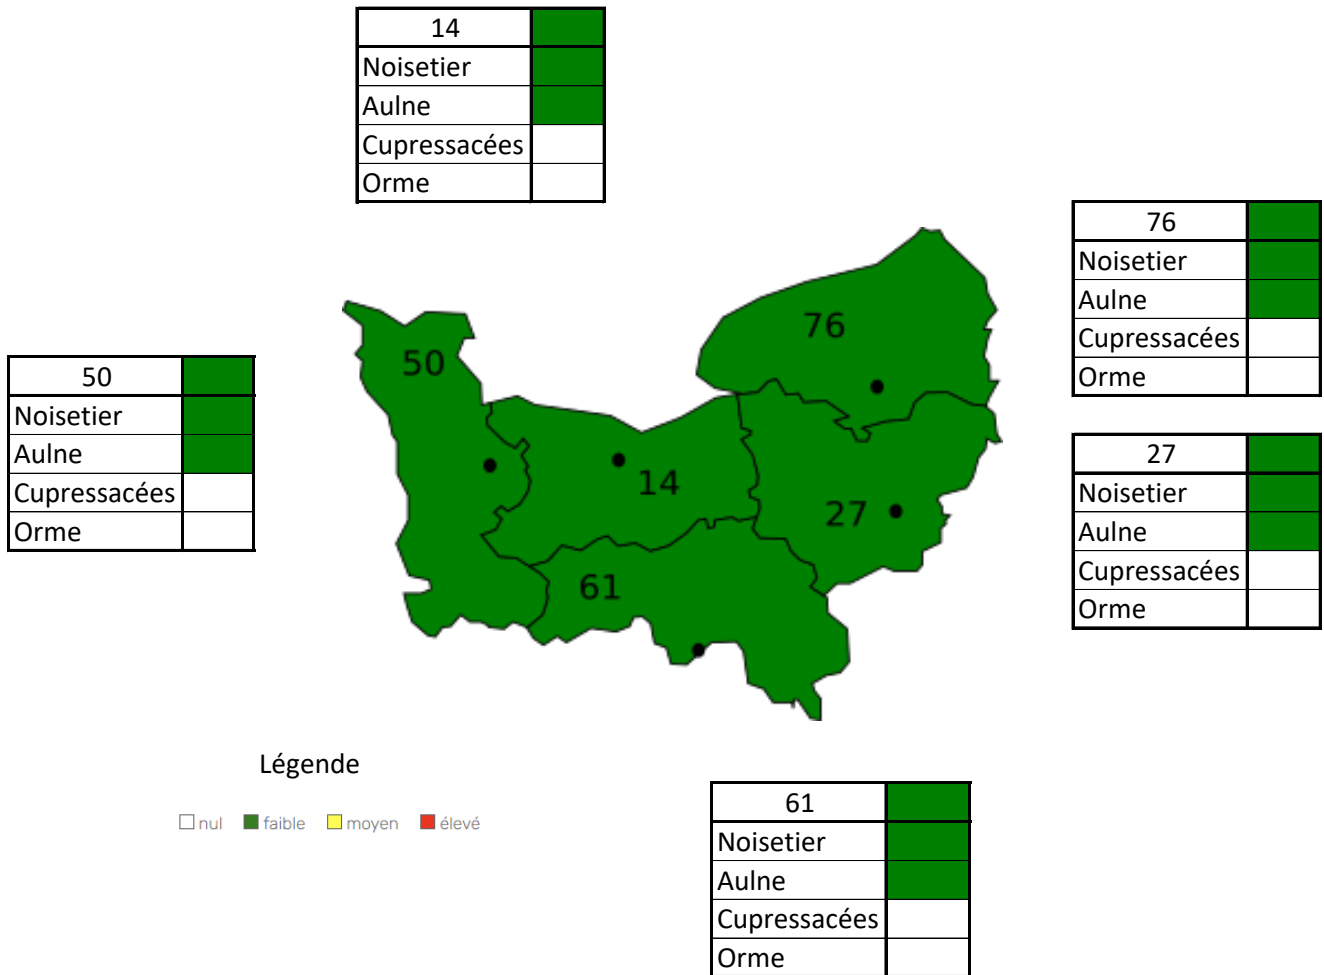 14
Noisetier
Aulne
Cupressacées
Orme
76
Noisetier
Aulne
Cupressacées
Orme
50
Noisetier
Aulne
Cupressacées
Orme
27
Noisetier
Aulne
Cupressacées
Orme
76
50
14
27
61
Légende
nul faible moyen élevé
61
Noisetier
Aulne
Cupressacées
Orme